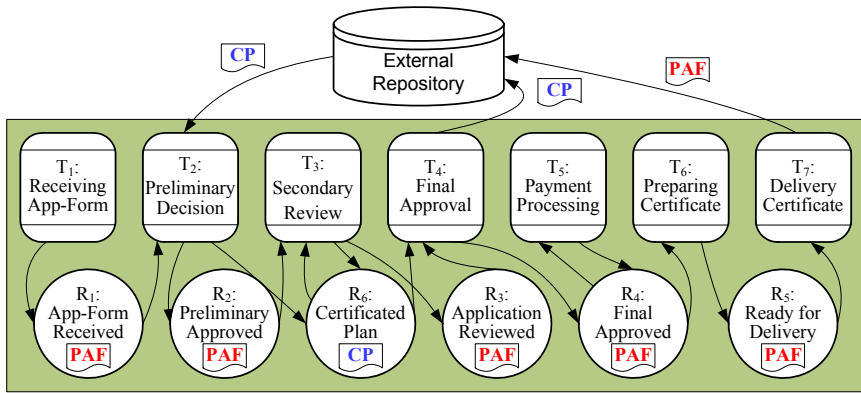 CP
External
Repository
PAF
CP
T₁:
Receiving
App-Form
T₂:
Preliminary
Decision
T₃:
Secondary
Review
T₄:
Final
Approval
T₅:
Payment
Processing
T₆:
Preparing
Certificate
T₇:
Delivery
Certificate
R₁:
App-Form
Received
PAF
R₂:
Preliminary
Approved
PAF
R₆:
Certificated
Plan
CP
R₃:
Application
Reviewed
PAF
R₄:
Final
Approved
PAF
R₅:
Ready for
Delivery
PAF